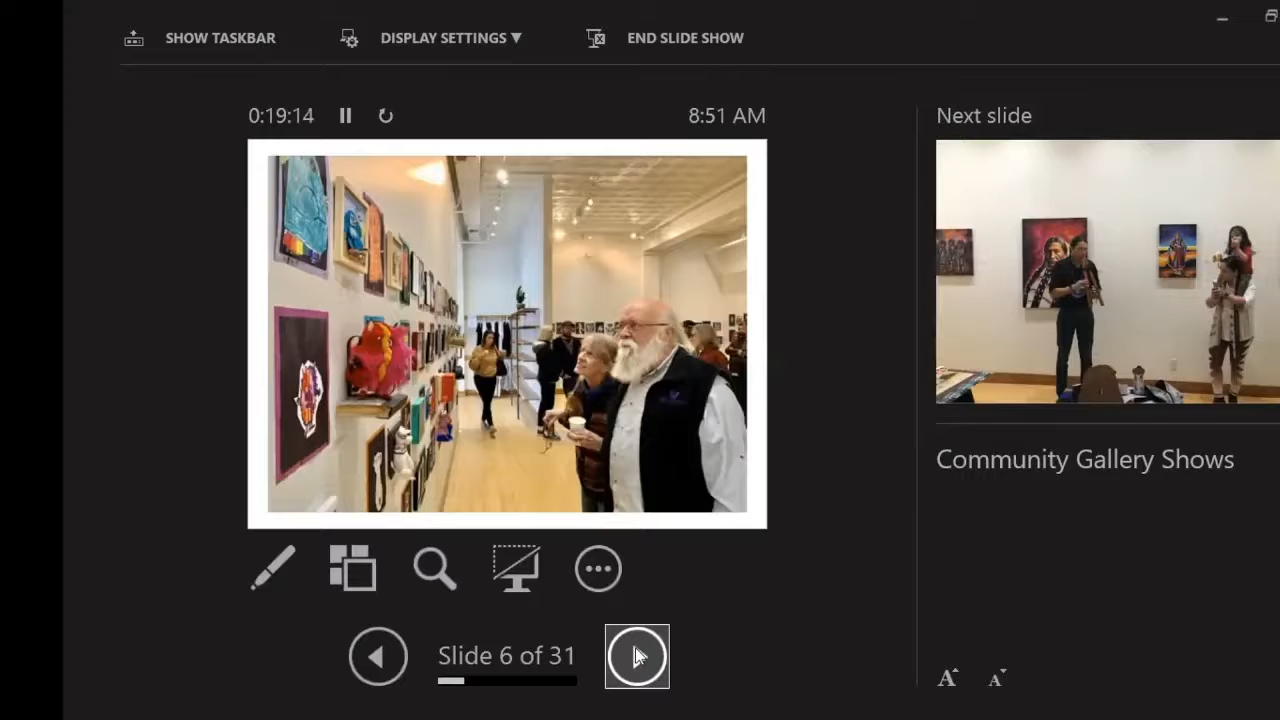 SHOW TASKBAR
DISPLAY SETTINGS ▼
END SLIDE SHOW
0:19:14
8:51 AM
Next slide
Community Gallery Shows
Slide 6 of 31
A
A